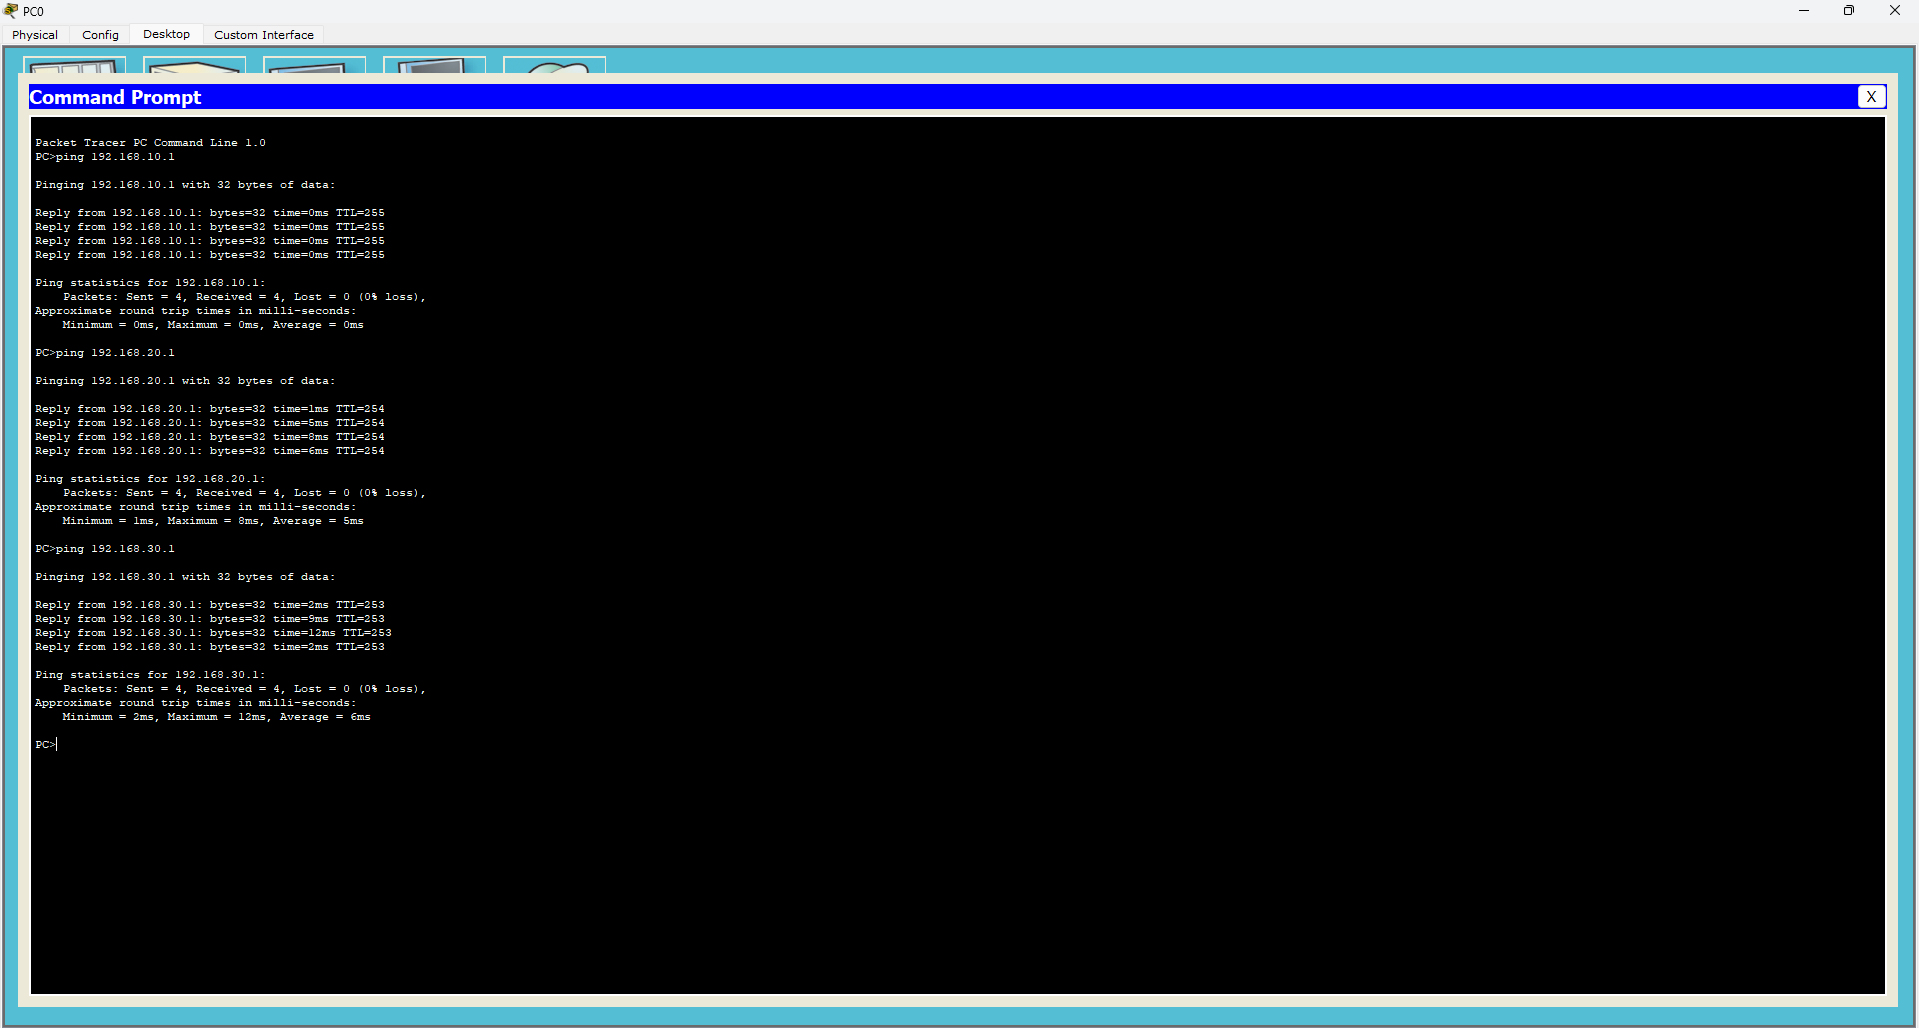 PC0
Physical Config Desktop Custom Interface
Command Prompt
X
Packet Tracer PC Command Line 1.0
PC>ping 192.168.10.1
Pinging 192.168.10.1 with 32 bytes of data:
Reply from 192.168.10.1: bytes=32 time=0ms TTL=255
Reply from 192.168.10.1: bytes=32 time=0ms TTL=255
Reply from 192.168.10.1: bytes=32 time=0ms TTL=255
Reply from 192.168.10.1: bytes=32 time=0ms TTL=255
Ping statistics for 192.168.10.1:
Packets: Sent = 4, Received = 4, Lost = 0 (0% loss),
Approximate round trip times in milli-seconds:
Minimum = 0ms, Maximum = 0ms, Average = 0ms
PC>ping 192.168.20.1
Pinging 192.168.20.1 with 32 bytes of data:
Reply from 192.168.20.1: bytes=32 time=1ms TTL=254
Reply from 192.168.20.1: bytes=32 time=5ms TTL=254
Reply from 192.168.20.1: bytes=32 time=8ms TTL=254
Reply from 192.168.20.1: bytes=32 time=6ms TTL=254
Ping statistics for 192.168.20.1:
Packets: Sent = 4, Received = 4, Lost = 0 (0% loss),
Approximate round trip times in milli-seconds:
Minimum = 1ms, Maximum = 8ms, Average = 5ms
PC>ping 192.168.30.1
Pinging 192.168.30.1 with 32 bytes of data:
Reply from 192.168.30.1: bytes=32 time=2ms TTL=253
Reply from 192.168.30.1: bytes=32 time=9ms TTL=253
Reply from 192.168.30.1: bytes=32 time=12ms TTL=253
Reply from 192.168.30.1: bytes=32 time=2ms TTL=253
Ping statistics for 192.168.30.1:
Packets: Sent = 4, Received = 4, Lost = 0 (0% loss),
Approximate round trip times in milli-seconds:
Minimum = 2ms, Maximum = 12ms, Average = 6ms
PC>